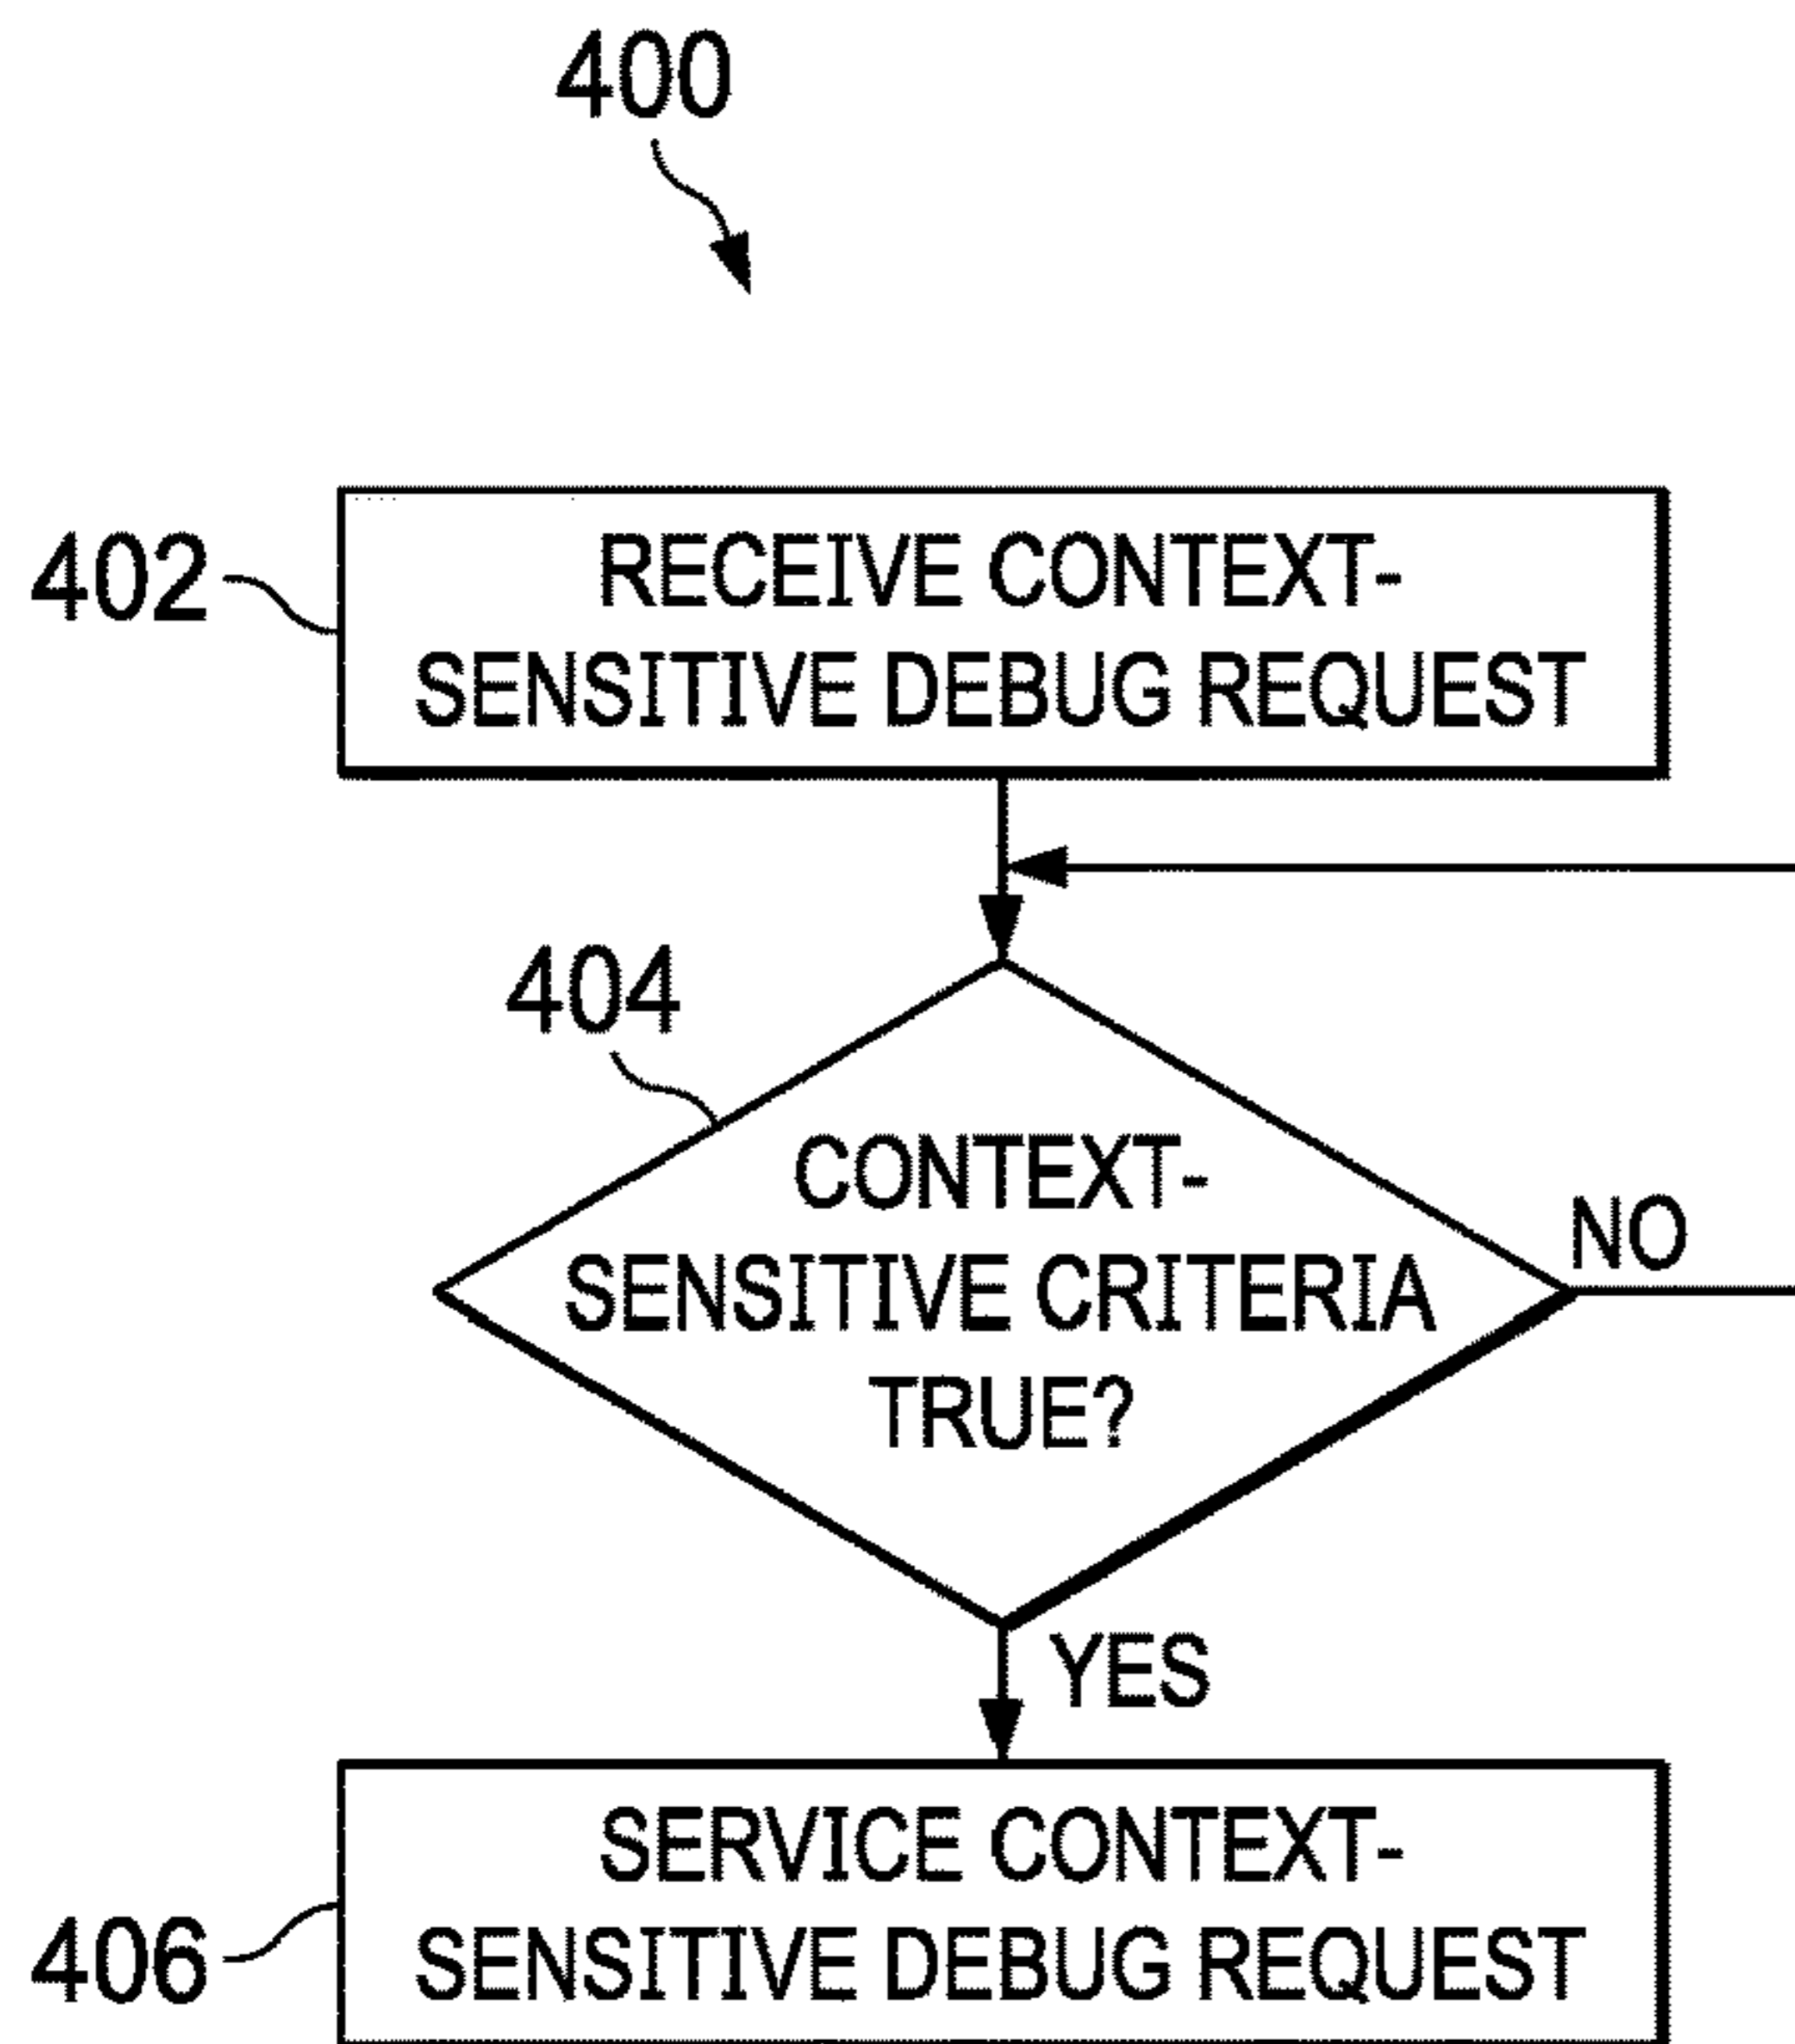 400
402
RECEIVE CONTEXT-
SENSITIVE DEBUG REQUEST
404
CONTEXT-
SENSITIVE CRITERIA
TRUE?
NO
YES
406
SERVICE CONTEXT-
SENSITIVE DEBUG REQUEST